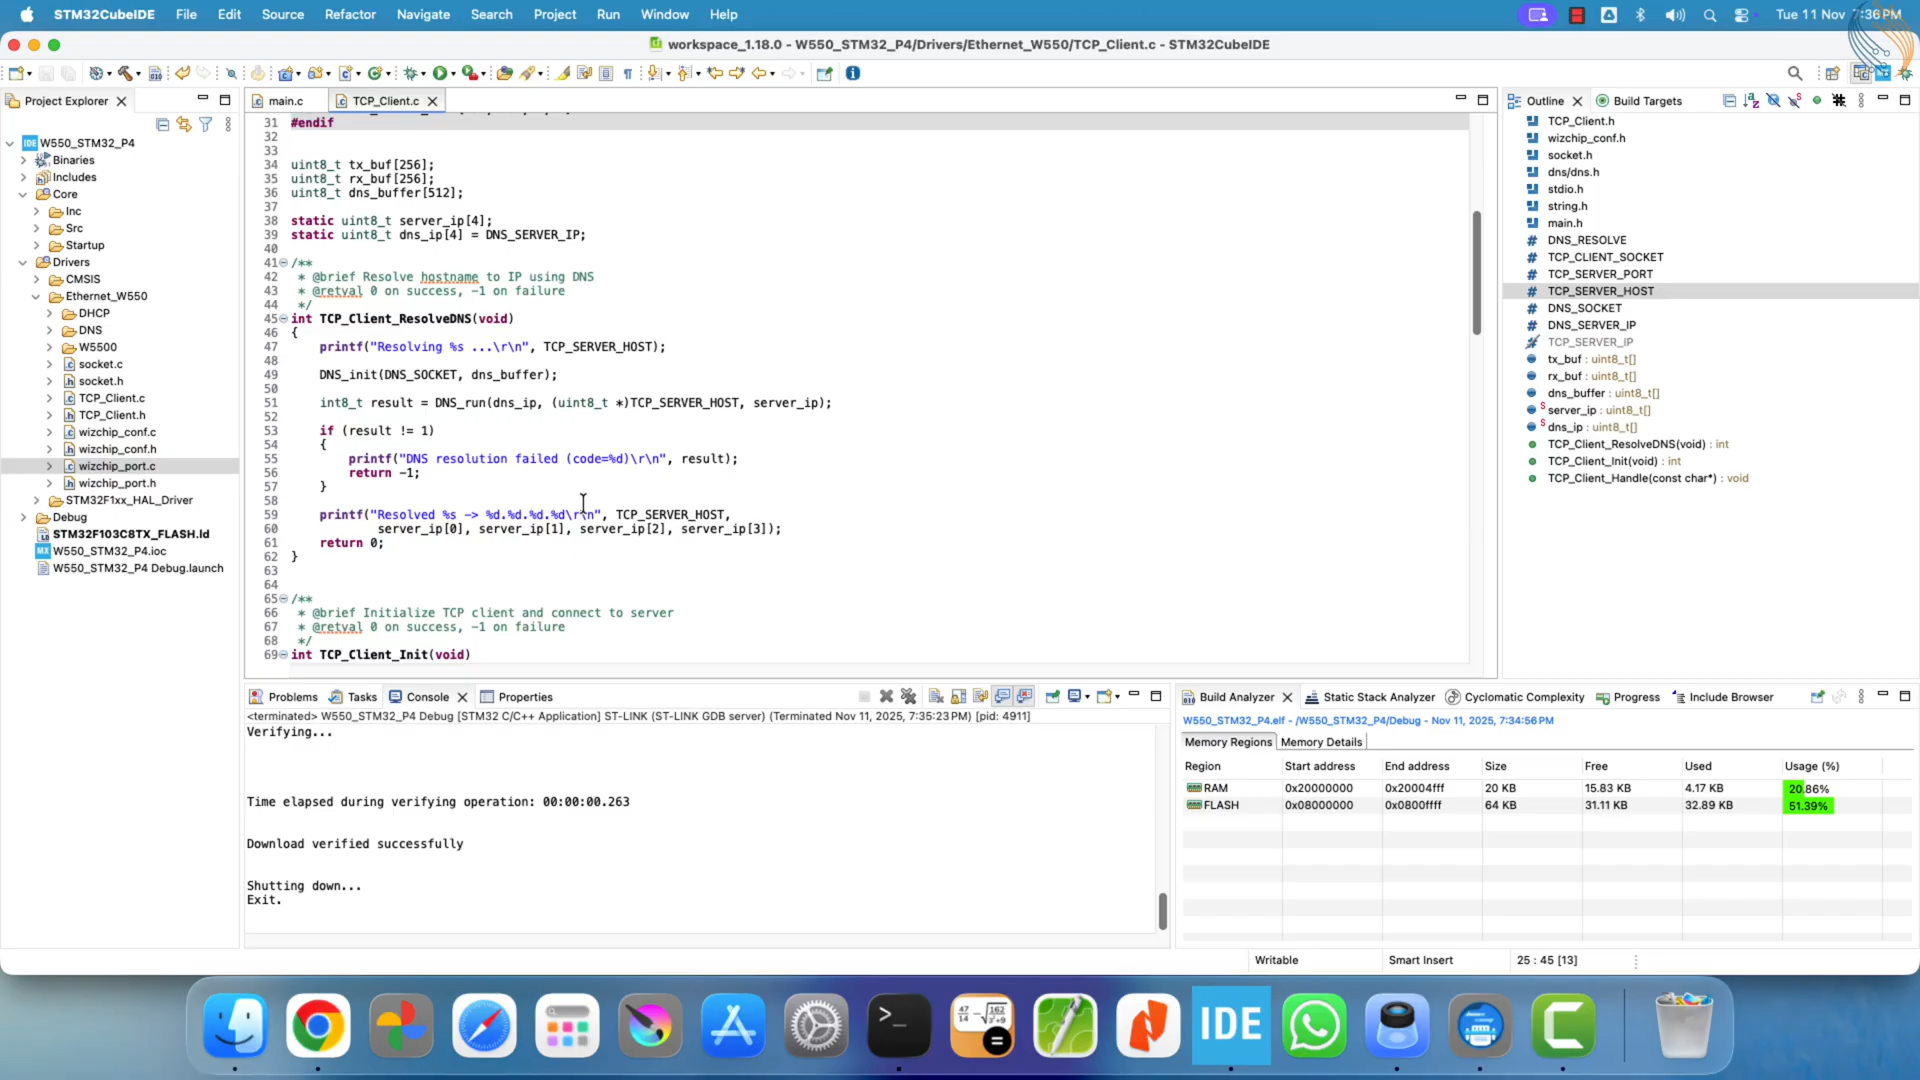 STM32CubeIDE File Edit Source Refactor Navigate Search Project Run Window Help Tue 11 Nov 7:36 PM
workspace_1.18.0 - W550_STM32_P4/Drivers/Ethernet_W550/TCP_Client.c - STM32CubeIDE
Project Explorer
W550_STM32_P4
Binaries
Includes
Core
Inc
Src
Startup
Drivers
CMSIS
Ethernet_W550
DHCP
DNS
W5500
socket.c
socket.h
TCP_Client.c
TCP_Client.h
wizchip_conf.c
wizchip_conf.h
wizchip_port.c
wizchip_port.h
STM32F1xx_HAL_Driver
Debug
STM32F103C8TX_FLASH.ld
W550_STM32_P4.ioc
W550_STM32_P4 Debug.launch
main.c TCP_Client.c
31 #endif
32
33
34 uint8_t tx_buf[256];
35 uint8_t rx_buf[256];
36 uint8_t dns_buffer[512];
37
38 static uint8_t server_ip[4];
39 static uint8_t dns_ip[4] = DNS_SERVER_IP;
40
41 /**
42 * @brief Resolve hostname to IP using DNS
43 * @retval 0 on success, -1 on failure
44 */
45 int TCP_Client_ResolveDNS(void)
46 {
47 printf("Resolving %s ...\r\n", TCP_SERVER_HOST);
48
49 DNS_init(DNS_SOCKET, dns_buffer);
50
51 int8_t result = DNS_run(dns_ip, (uint8_t *)TCP_SERVER_HOST, server_ip);
52
53 if (result != 1)
54 {
55 printf("DNS resolution failed (code=%d)\r\n", result);
56 return -1;
57 }
58
59 printf("Resolved %s -> %d.%d.%d.%d\r\n", TCP_SERVER_HOST,
60 server_ip[0], server_ip[1], server_ip[2], server_ip[3]);
61 return 0;
62 }
63
64
65 /**
66 * @brief Initialize TCP client and connect to server
67 * @retval 0 on success, -1 on failure
68 */
69 int TCP_Client_Init(void)
Outline Build Targets
TCP_Client.h
wizchip_conf.h
socket.h
dns/dns.h
stdio.h
string.h
main.h
DNS_RESOLVE
TCP_CLIENT_SOCKET
TCP_SERVER_PORT
TCP_SERVER_HOST
DNS_SOCKET
DNS_SERVER_IP
TCP_SERVER_IP
tx_buf : uint8_t[]
rx_buf : uint8_t[]
dns_buffer : uint8_t[]
server_ip : uint8_t[]
dns_ip : uint8_t[]
TCP_Client_ResolveDNS(void) : int
TCP_Client_Init(void) : int
TCP_Client_Handle(const char*) : void
Problems Tasks Console Properties
<terminated> W550_STM32_P4 Debug [STM32 C/C++ Application] ST-LINK (ST-LINK GDB server) (Terminated Nov 11, 2025, 7:35:23 PM) [pid: 4911]
Verifying...
Time elapsed during verifying operation: 00:00:00.263
Download verified successfully
Shutting down...
Exit.
Build Analyzer Static Stack Analyzer Cyclomatic Complexity Progress Include Browser
W550_STM32_P4.elf - /W550_STM32_P4/Debug - Nov 11, 2025, 7:34:56 PM
Memory Regions Memory Details
Region Start address End address Size Free Used Usage (%)
RAM 0x20000000 0x20004fff 20 KB 15.83 KB 4.17 KB 20.86%
FLASH 0x08000000 0x0800ffff 64 KB 31.11 KB 32.89 KB 51.39%
Writable Smart Insert 25 : 45 [13]
IDE